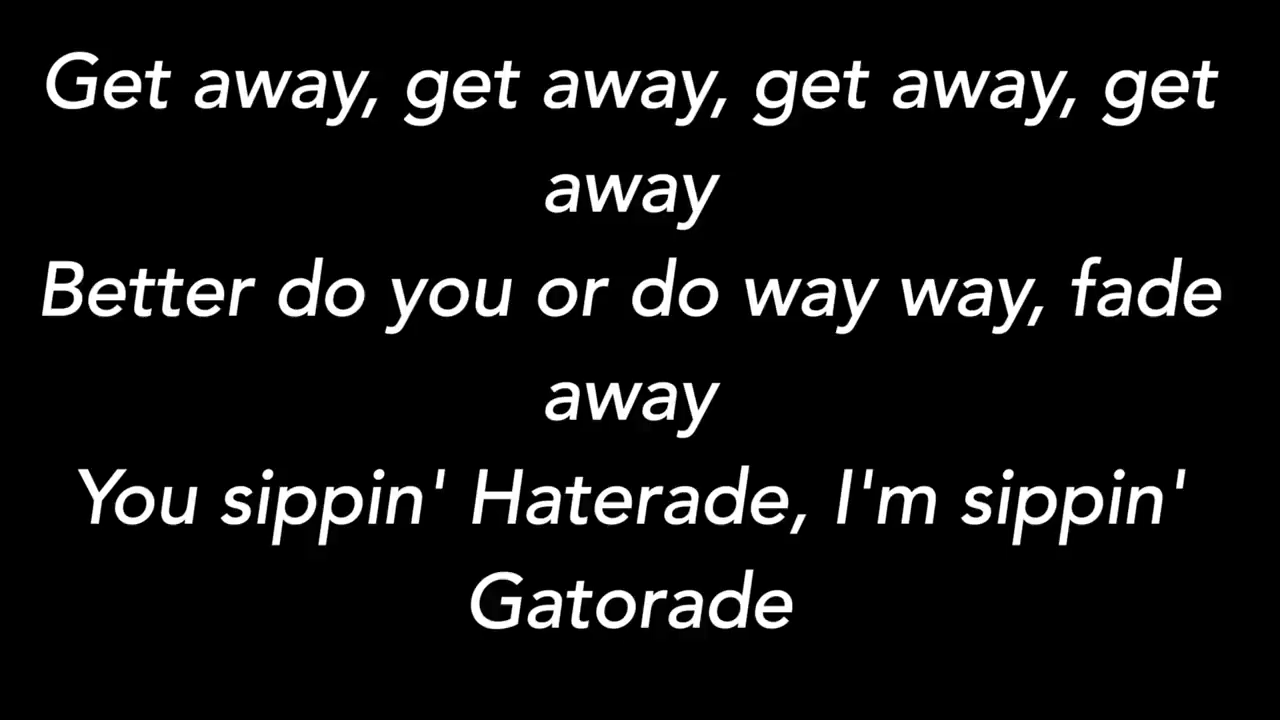 Get away, get away, get away, get
away
Better do you or do way way, fade
away
You sippin' Haterade, I'm sippin'
Gatorade